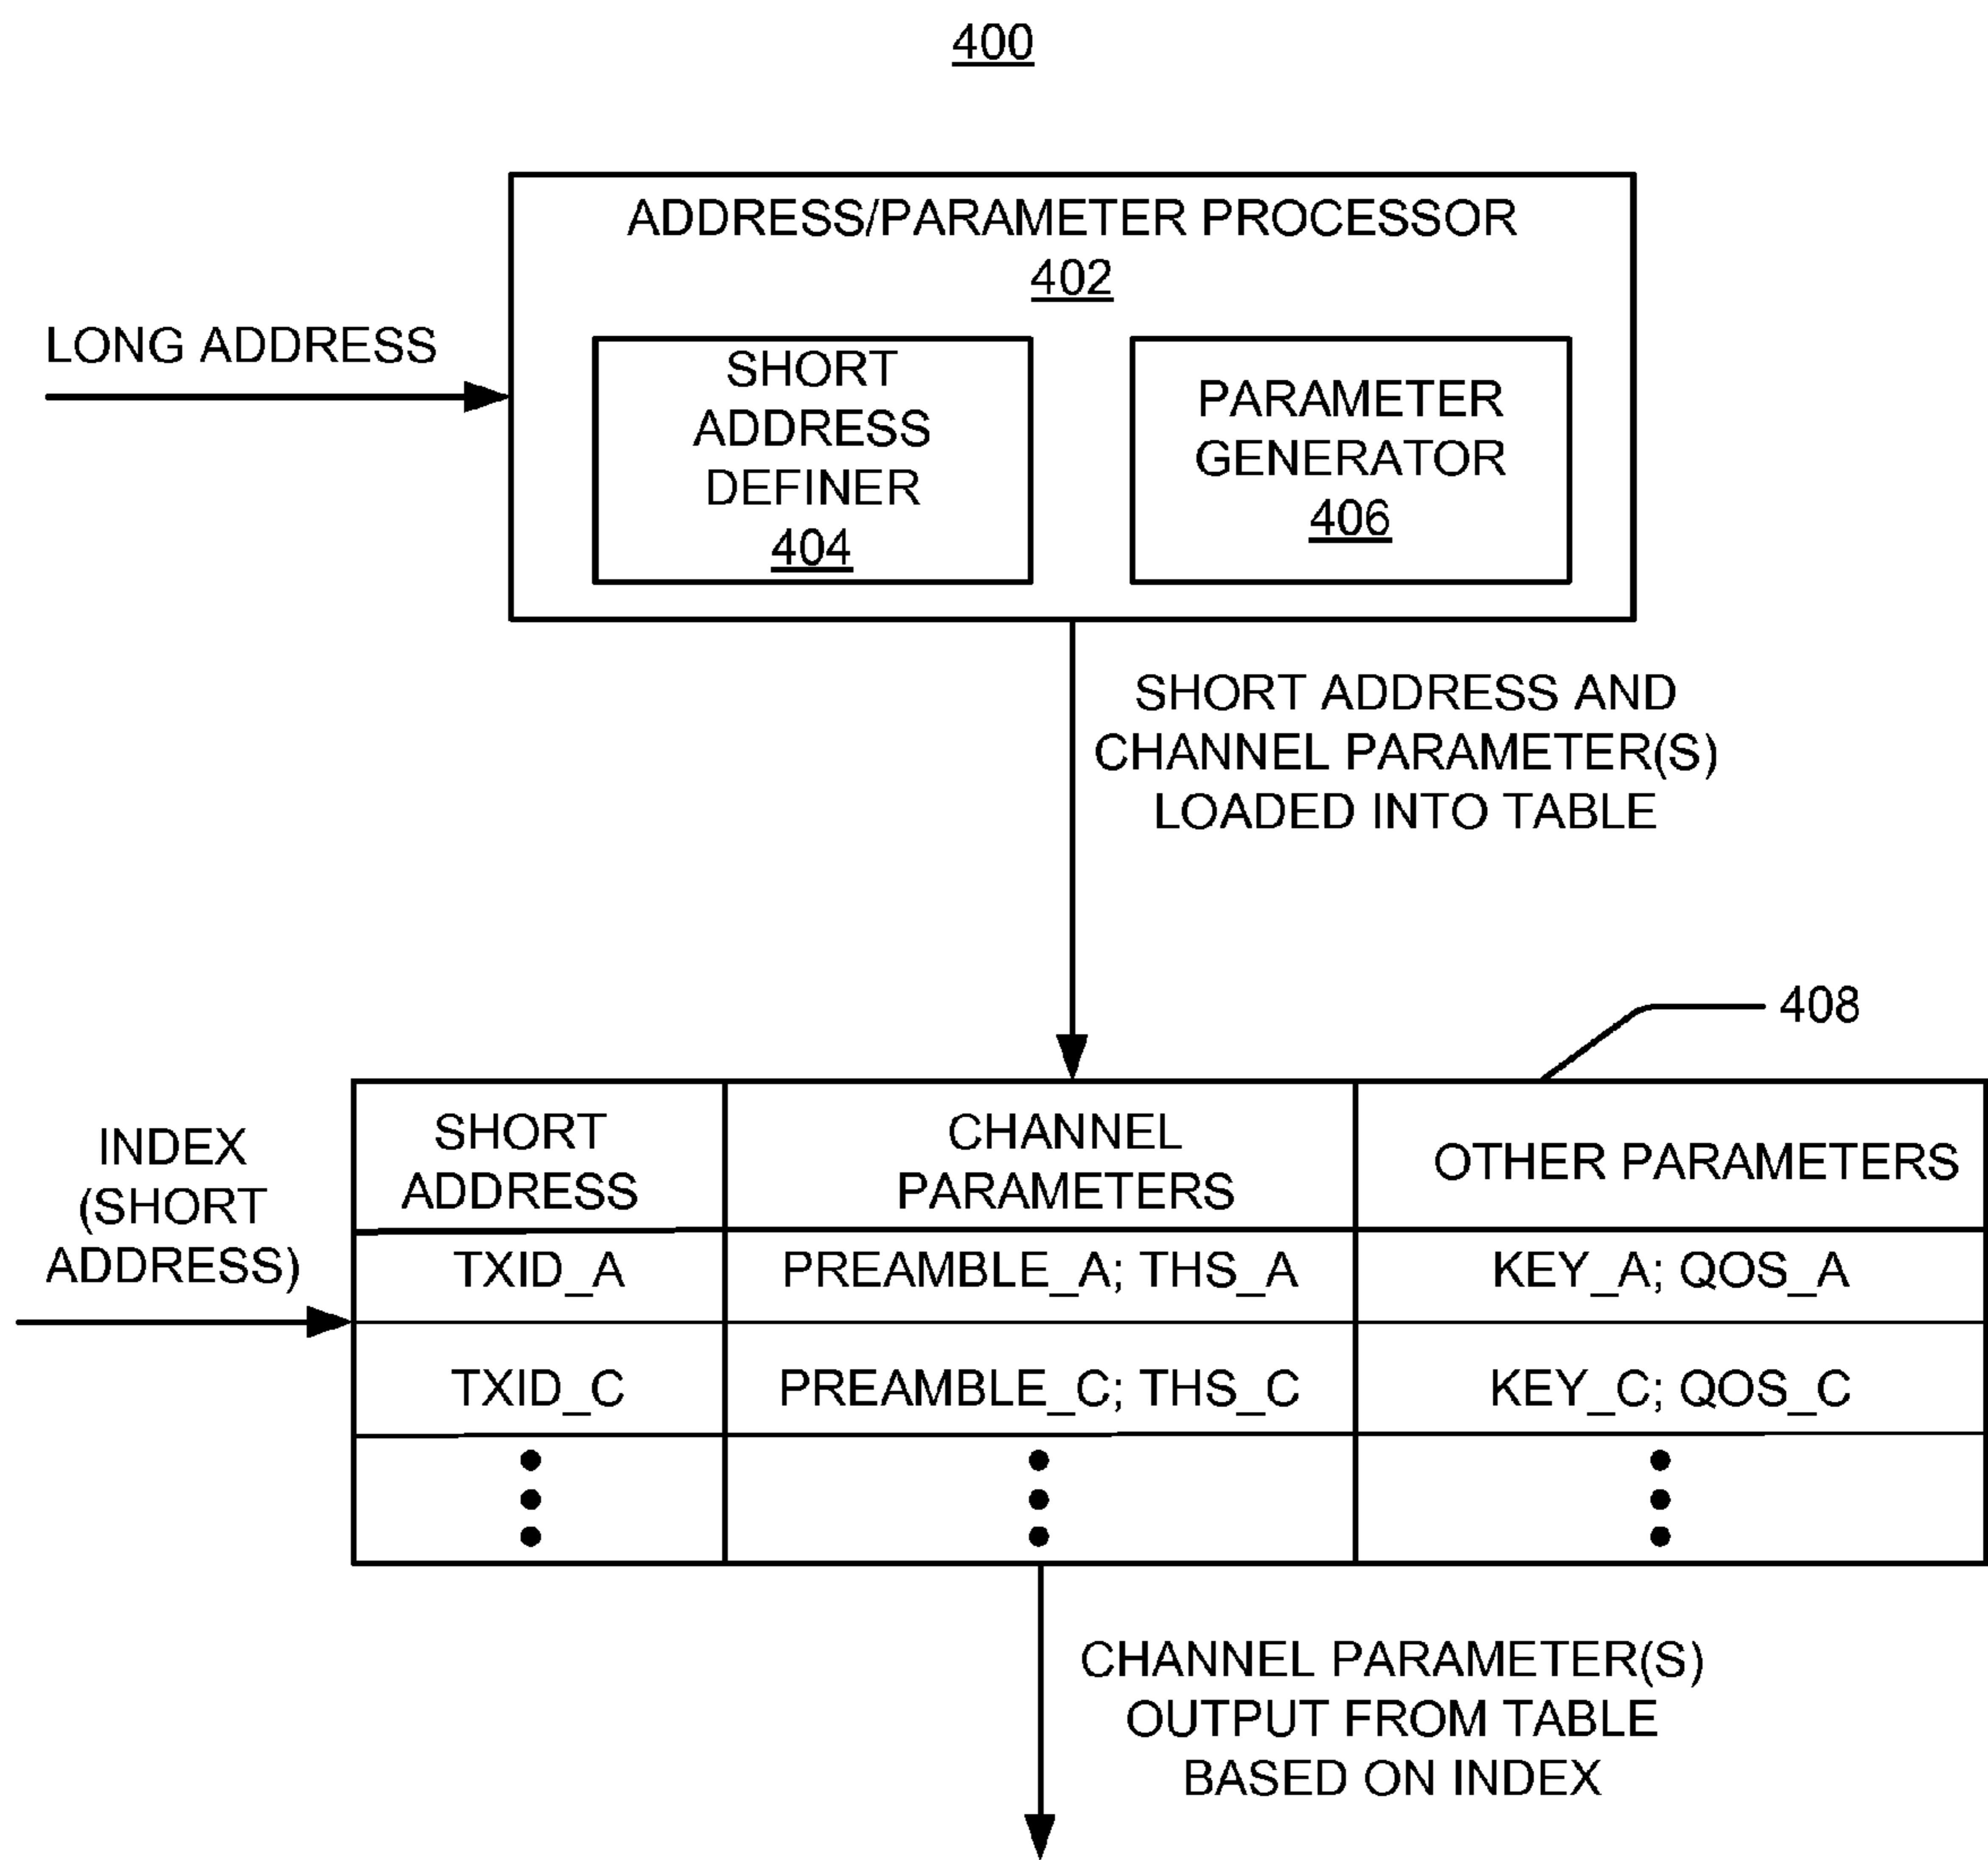 400
ADDRESS/PARAMETER PROCESSOR
402
LONG ADDRESS
SHORT
ADDRESS
DEFINER
404
PARAMETER
GENERATOR
406
SHORT ADDRESS AND
CHANNEL PARAMETER(S)
LOADED INTO TABLE
408
INDEX
(SHORT
ADDRESS)
SHORT
ADDRESS
CHANNEL
PARAMETERS
OTHER PARAMETERS
TXID_A
PREAMBLE_A; THS_A
KEY_A; QOS_A
TXID_C
PREAMBLE_C; THS_C
KEY_C; QOS_C
CHANNEL PARAMETER(S)
OUTPUT FROM TABLE
BASED ON INDEX